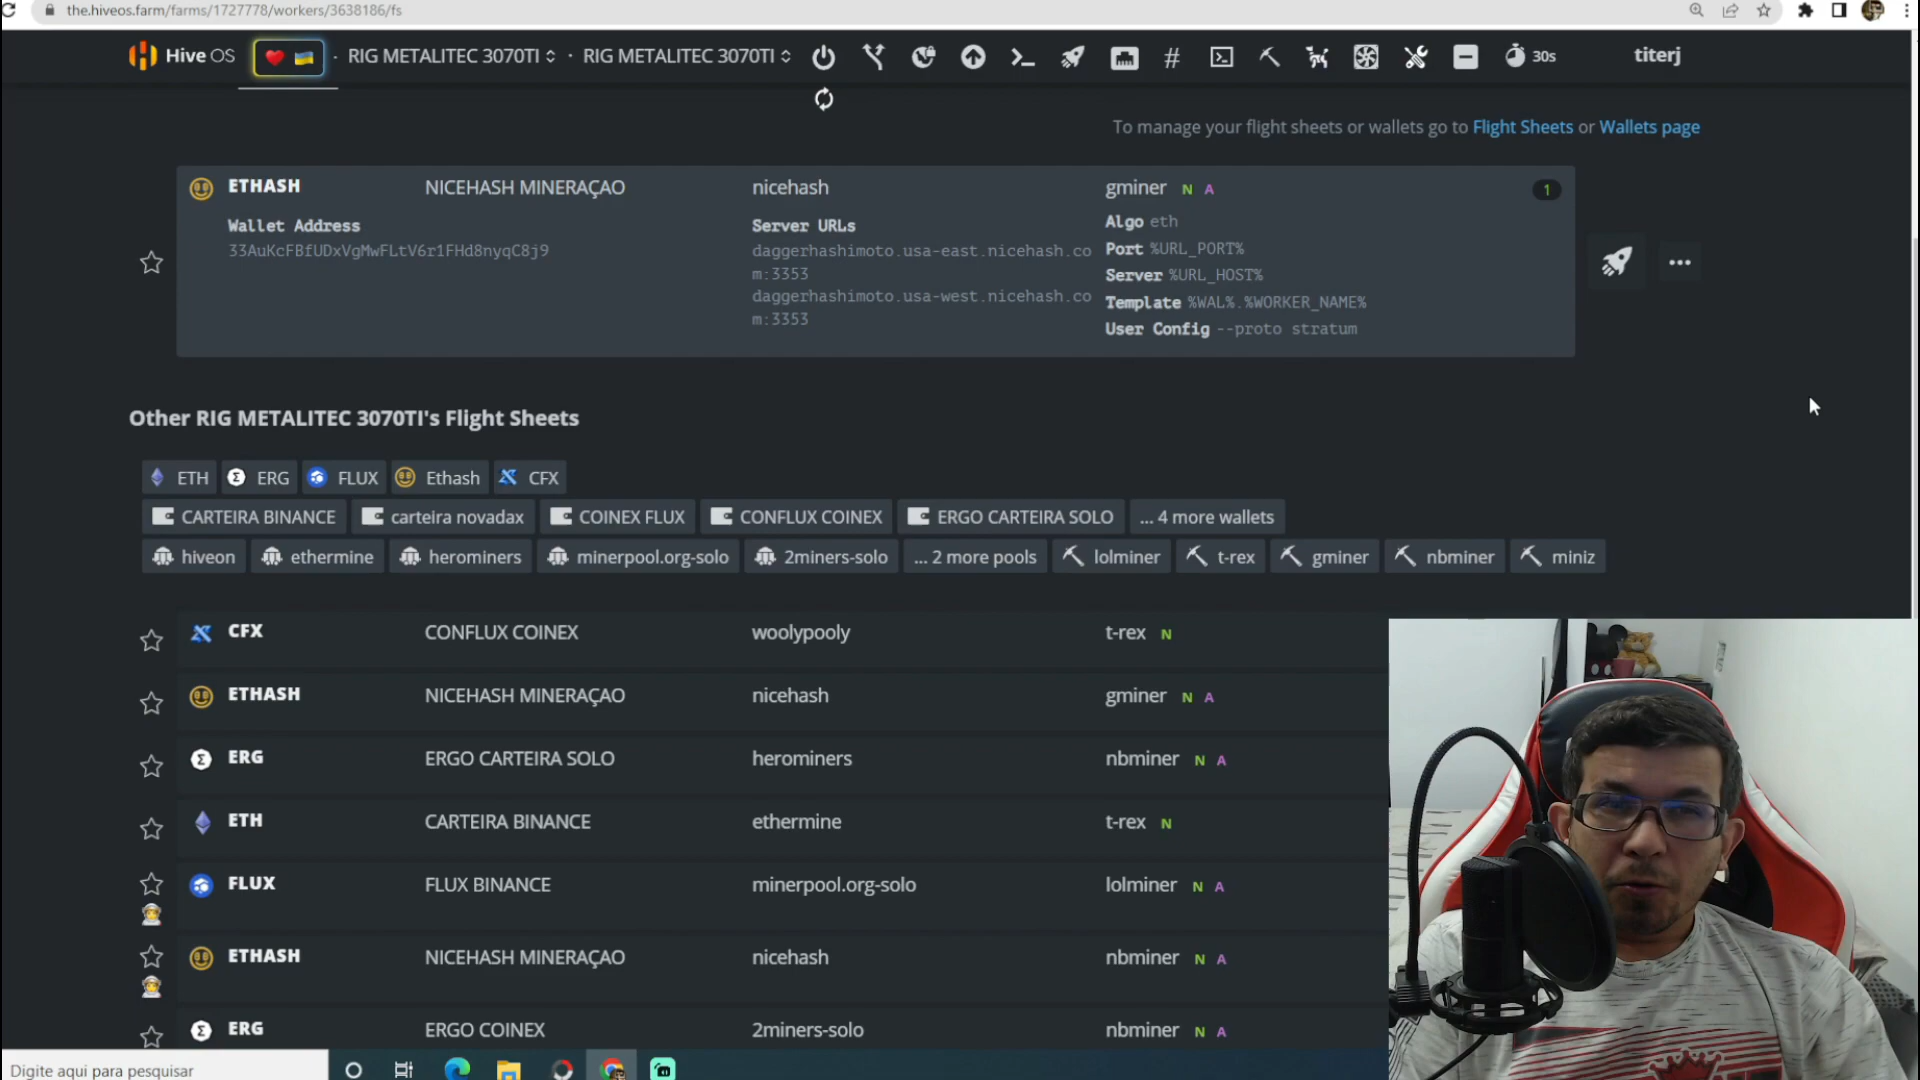 the.hiveos.farm/farms/1727778/workers/3638186/fs
Hive OS · RIG METALITEC 3070TI · RIG METALITEC 3070TI # 30s titerj
To manage your flight sheets or wallets go to Flight Sheets or Wallets page
ETHASH NICEHASH MINERAÇAO nicehash gminer N A 1
Wallet Address Server URLs Algo eth
33AuKcFBfUDxVgMwFLtV6r1FHd8nyqC8j9 daggerhashimoto.usa-east.nicehash.co Port %URL_PORT%
m:3353 Server %URL_HOST%
daggerhashimoto.usa-west.nicehash.co Template %WAL%.%WORKER_NAME%
m:3353 User Config --proto stratum
Other RIG METALITEC 3070TI's Flight Sheets
ETH ERG FLUX Ethash CFX
CARTEIRA BINANCE carteira novadax COINEX FLUX CONFLUX COINEX ERGO CARTEIRA SOLO ... 4 more wallets
hiveon ethermine herominers minerpool.org-solo 2miners-solo ... 2 more pools lolminer t-rex gminer nbminer miniz
CFX CONFLUX COINEX woolypooly t-rex N
ETHASH NICEHASH MINERAÇAO nicehash gminer N A
ERG ERGO CARTEIRA SOLO herominers nbminer N A
ETH CARTEIRA BINANCE ethermine t-rex N
FLUX FLUX BINANCE minerpool.org-solo lolminer N A
ETHASH NICEHASH MINERAÇAO nicehash nbminer N A
ERG ERGO COINEX 2miners-solo nbminer N A
Digite aqui para pesquisar